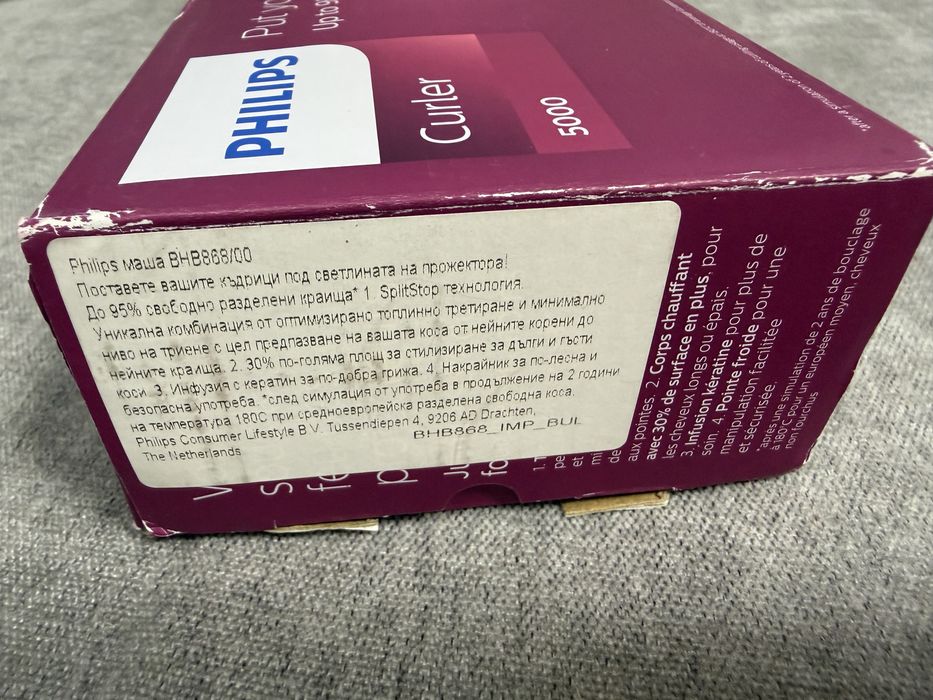 PHILIPS
Curler
5000
Philips маша BHB868/00
Поставете вашите къдрици под светлината на прожектора!
До 95% свободно разделени краища* 1. SplitStop технология.
Уникална комбинация от оптимизирано топлинно третиране и минимално
ниво на триене с цел предпазване на вашата коса от нейните корени до
нейните краища. 2. 30% по-голяма площ за стилизиране за дълги и гъсти
коси. 3. Инфузия с кератин за по-добра грижа. 4. Накрайник за по-лесна и
безопасна употреба. *след симулация от употреба в продължение на 2 години
на температура 180C при средноевропейска разделена свободна коса.
Philips Consumer Lifestyle B.V. Tussendiepen 4, 9206 AD Drachten,
The Netherlands
BHB868_IMP_BUL
aux pointes. 2. Corps chauffant
avec 30% de surface en plus, pour
les cheveux longs ou épais.
3. Infusion kératine pour plus de
soin. 4. Pointe froide pour une
manipulation facilitée
et sécurisée.
*après une simulation de 2 ans de bouclage
à 180°C pour un européen moyen, cheveux
non fourchus